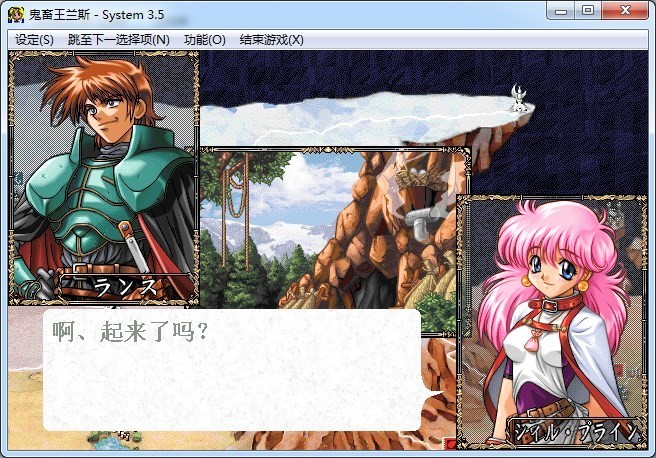 鬼畜王兰斯 - System 3.5
设定(S) 跳至下一选择项(N) 功能(O) 结束游戏(X)
ランス
啊、起来了吗?
シィル・プライン